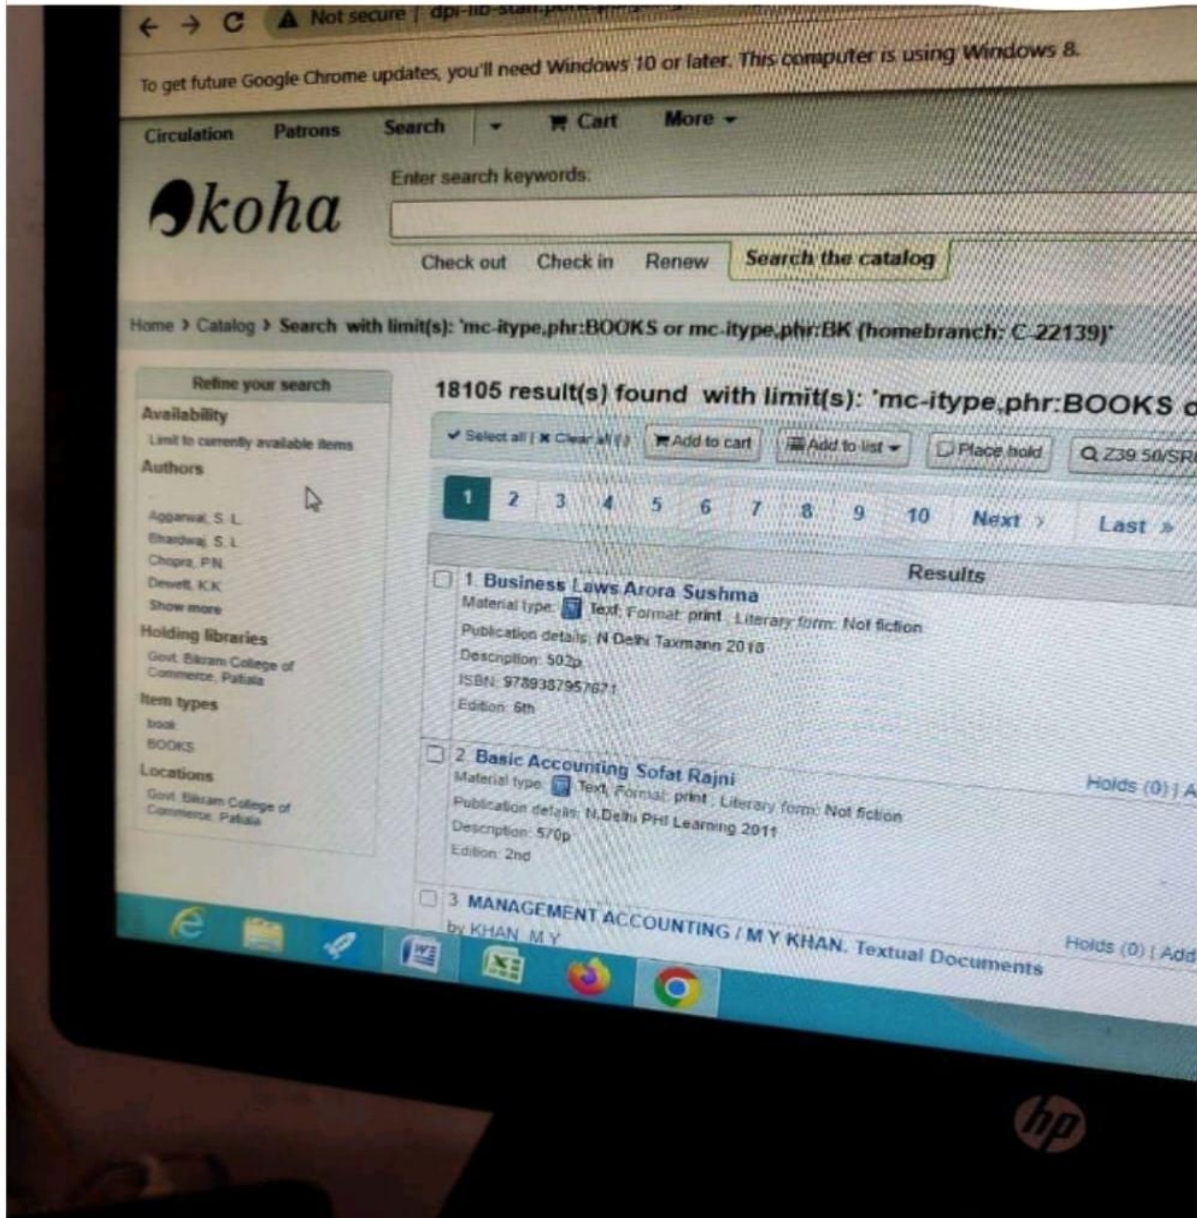 Not secure
To get future Google Chrome updates, you'll need Windows 10 or later. This computer is using Windows 8.
Circulation Patrons Search Cart More
koha
Enter search keywords:
Check out Check in Renew Search the catalog
Home > Catalog > Search with limit(s): 'mc-itype,phr:BOOKS or mc-itype,phr:BK (homebranch: C-22139)'
Refine your search
Availability
Limit to currently available items
Authors
Aggarwal, S. L.
Bhardwaj, S. L.
Chopra, P.N.
Dewett, K.K.
Show more
Holding libraries
Govt. Bikram College of
Commerce, Patiala
Item types
book
BOOKS
Locations
Govt. Bikram College of
Commerce, Patiala
18105 result(s) found with limit(s): 'mc-itype,phr:BOOKS
Select all | Clear all | Add to cart Add to list Place hold Z39.50/SR
1 2 3 4 5 6 7 8 9 10 Next > Last »
Results
1. Business Laws Arora Sushma
Material type: Text; Format: print ; Literary form: Not fiction
Publication details: N Delhi Taxmann 2018
Description: 502p
ISBN: 9789387957671
Edition: 6th
2. Basic Accounting Sofat Rajni
Material type: Text; Format: print ; Literary form: Not fiction
Publication details: N.Delhi PHI Learning 2011
Description: 570p
Edition: 2nd
Holds (0) | A
3. MANAGEMENT ACCOUNTING / M Y KHAN. Textual Documents
by KHAN, M Y
Holds (0) | Add
hp